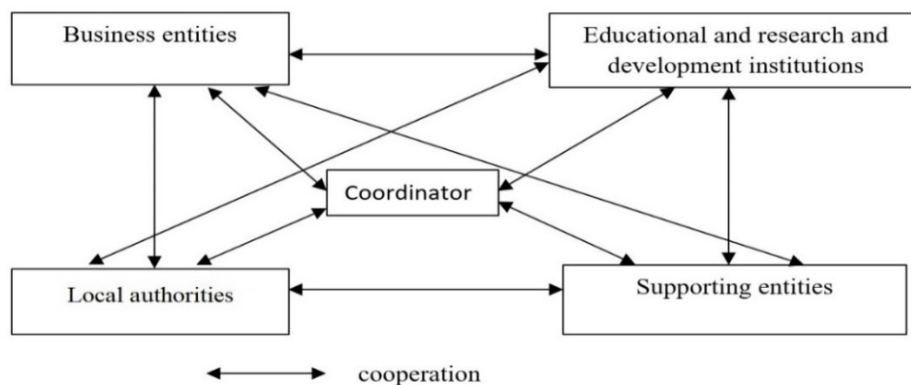 Business entities
Educational and research and
development institutions
Coordinator
Local authorities
Supporting entities
cooperation